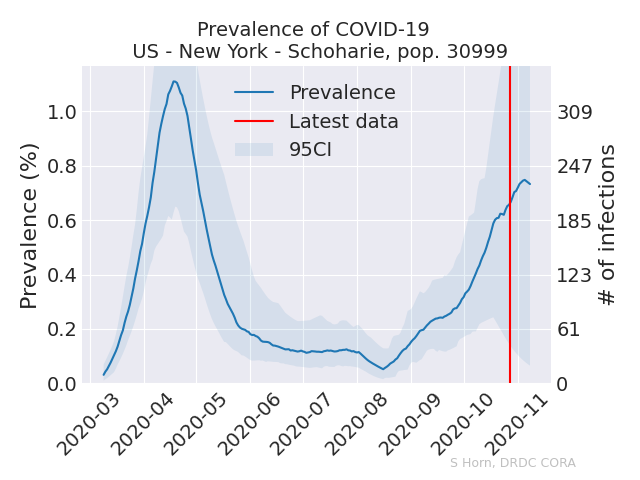 Prevalence of COVID-19
US - New York - Schoharie, pop. 30999
Prevalence
Latest data
95CI
Prevalence (%)
1.0
0.8
0.6
0.4
0.2
0.0
309
247
185
123
61
0
# of infections
2020-03
2020-04
2020-05
2020-06
2020-07
2020-08
2020-09
2020-10
2020-11
S Horn, DRDC CORA